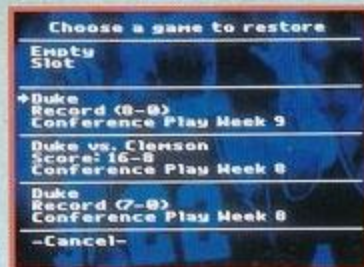 Choose a game to restore
Empty
Slot
Duke
Record (8-0)
Conference Play Week 9
Duke vs. Clemson
Score: 16-8
Conference Play Week 8
Duke
Record (7-0)
Conference Play Week 8
-Cancel-